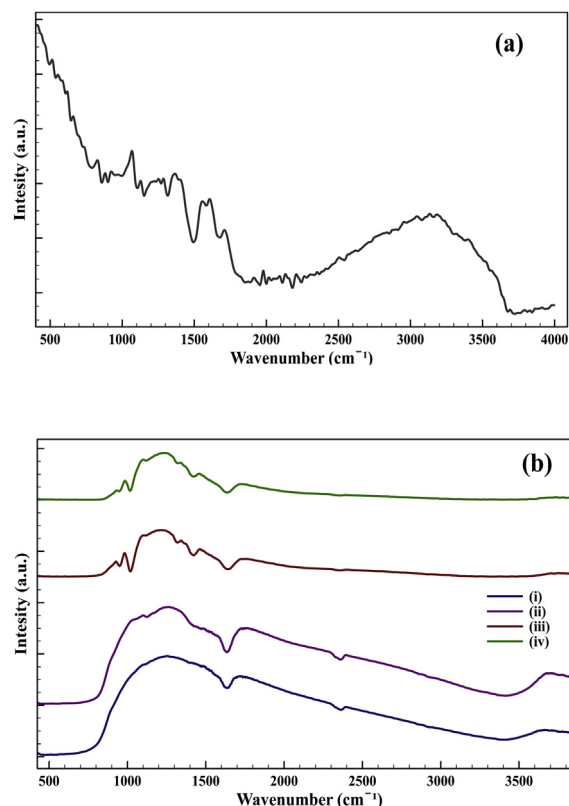 (a)
Intesity (a.u.)
500 1000 1500 2000 2500 3000 3500 4000
Wavenumber (cm⁻¹)
(b)
Intesity (a.u.)
(i)
(ii)
(iii)
(iv)
500 1000 1500 2000 2500 3000 3500
Wavenumber (cm⁻¹)